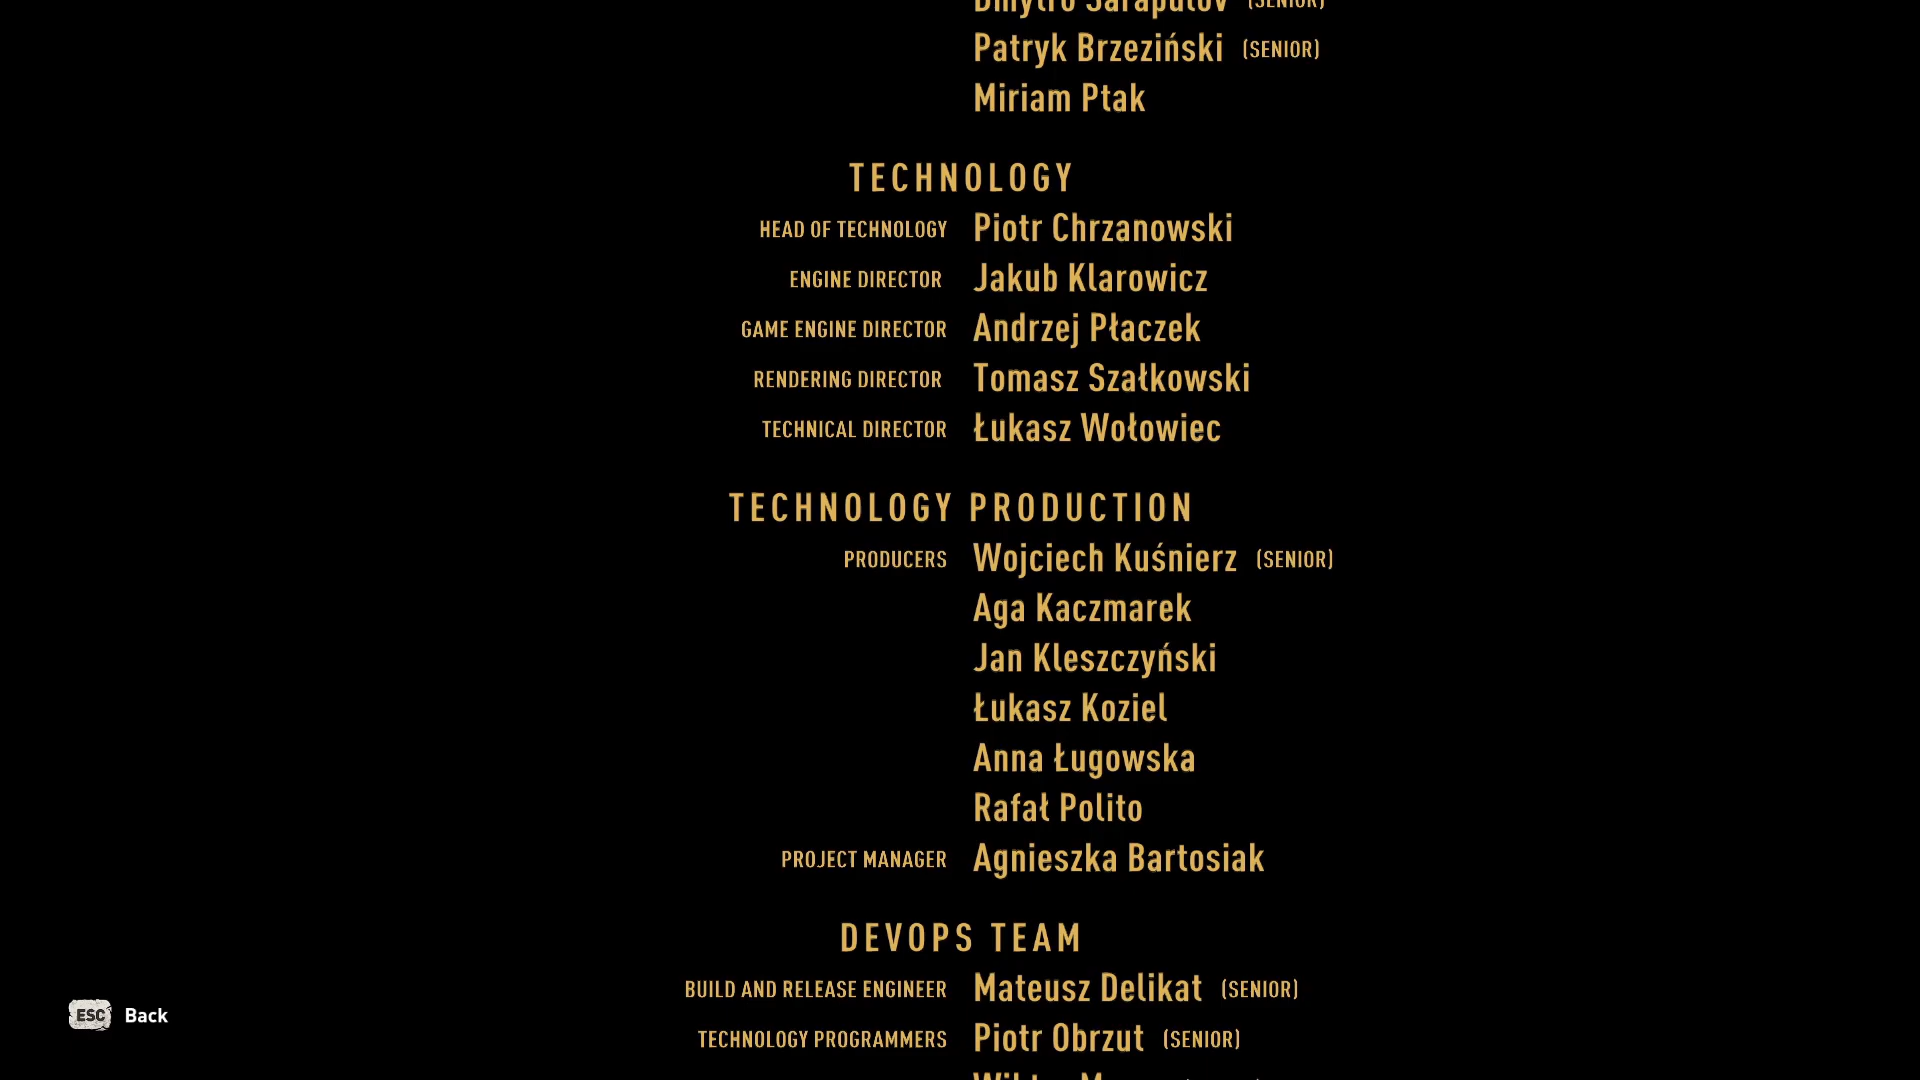 Dmytro Sarapulov (SENIOR)
Patryk Brzeziński (SENIOR)
Miriam Ptak
TECHNOLOGY
HEAD OF TECHNOLOGY Piotr Chrzanowski
ENGINE DIRECTOR Jakub Klarowicz
GAME ENGINE DIRECTOR Andrzej Płaczek
RENDERING DIRECTOR Tomasz Szałkowski
TECHNICAL DIRECTOR Łukasz Wołowiec
TECHNOLOGY PRODUCTION
PRODUCERS Wojciech Kuśnierz (SENIOR)
Aga Kaczmarek
Jan Kleszczyński
Łukasz Koziel
Anna Ługowska
Rafał Polito
PROJECT MANAGER Agnieszka Bartosiak
DEVOPS TEAM
BUILD AND RELEASE ENGINEER Mateusz Delikat (SENIOR)
ESC Back
TECHNOLOGY PROGRAMMERS Piotr Obrzut (SENIOR)